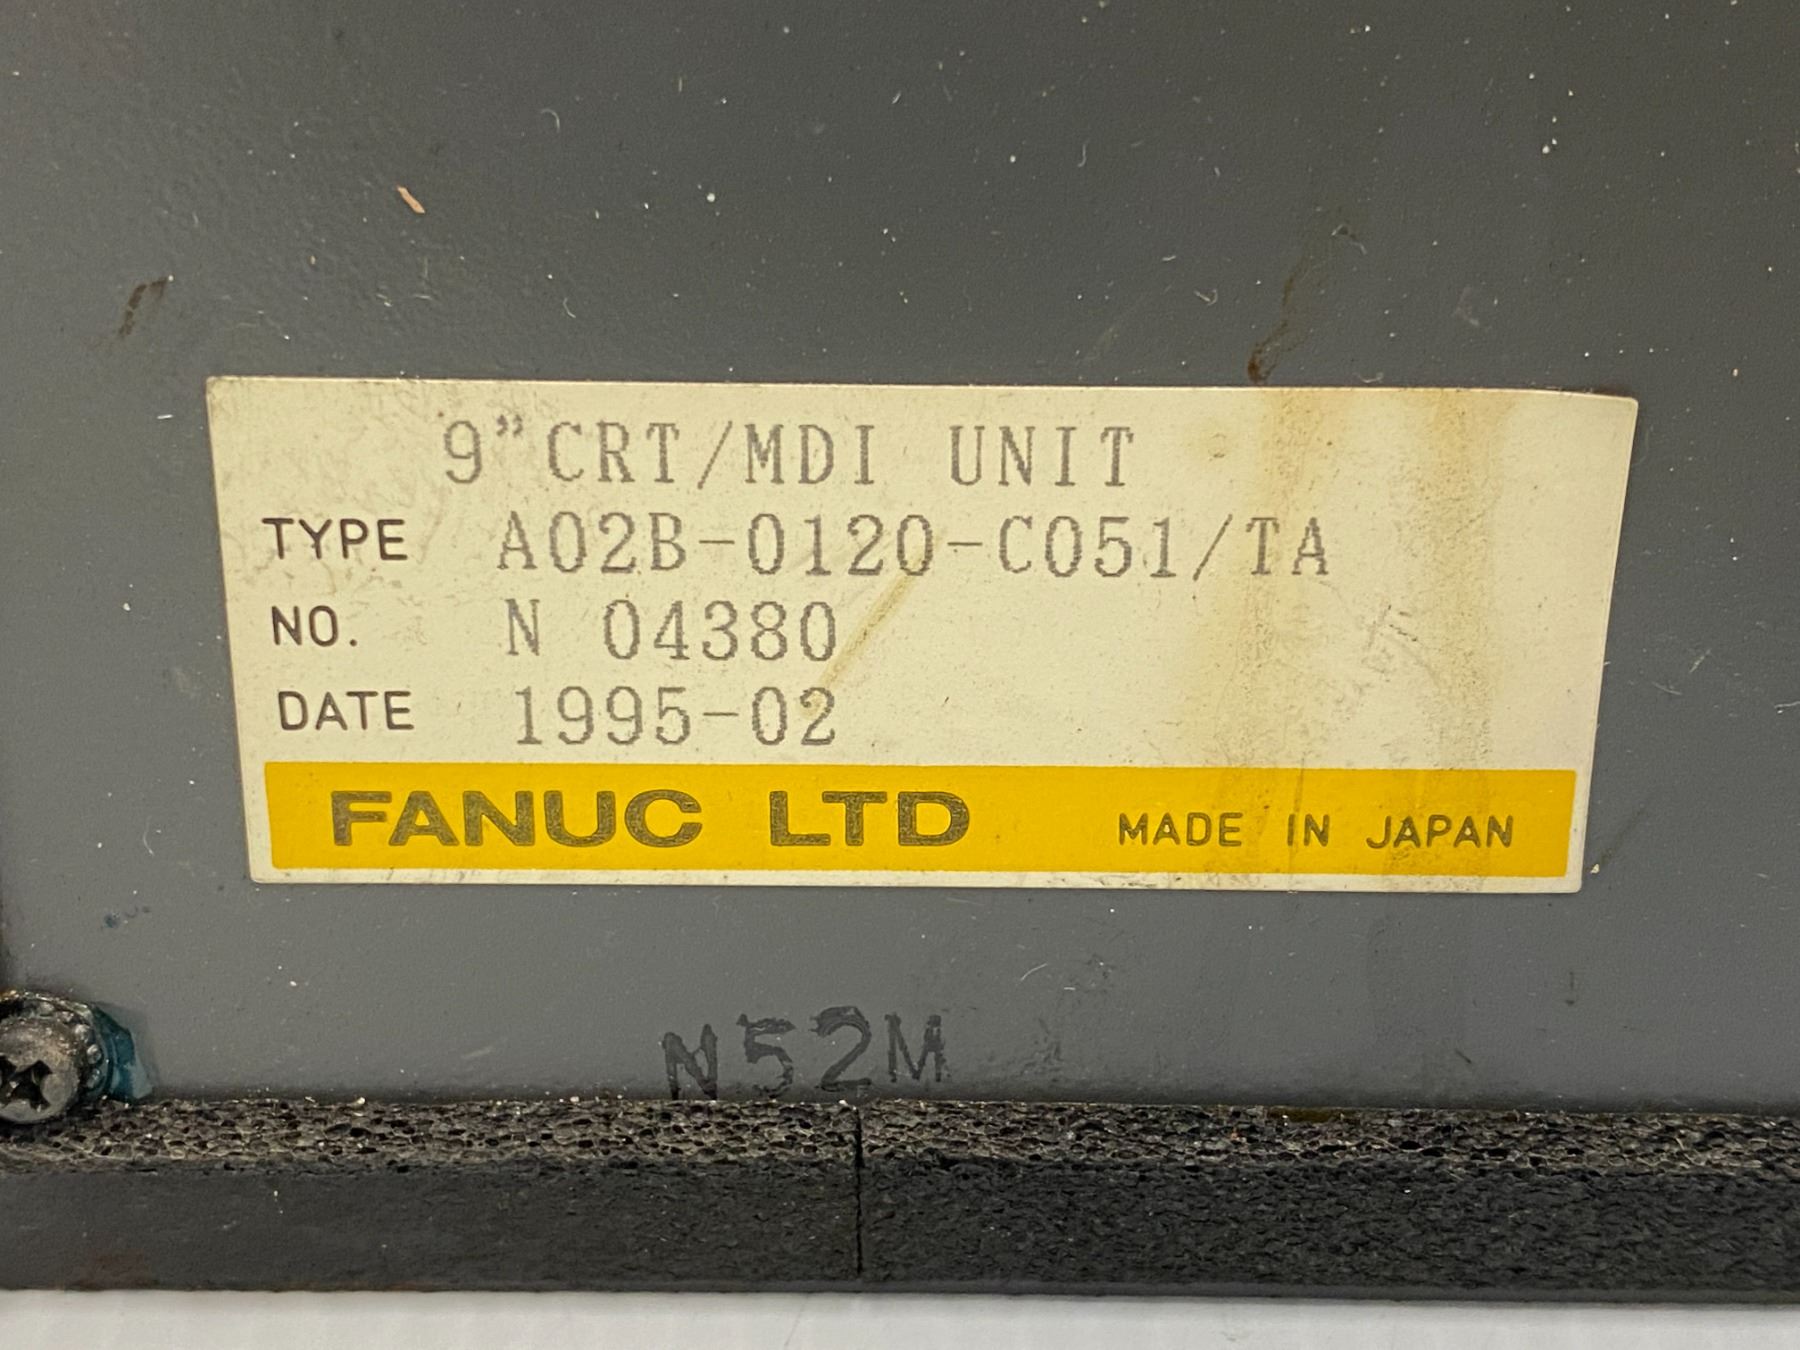 9"CRT/MDI UNIT
TYPE A02B-0120-C051/TA
NO. N 04380
DATE 1995-02
FANUC LTD MADE IN JAPAN
N52M